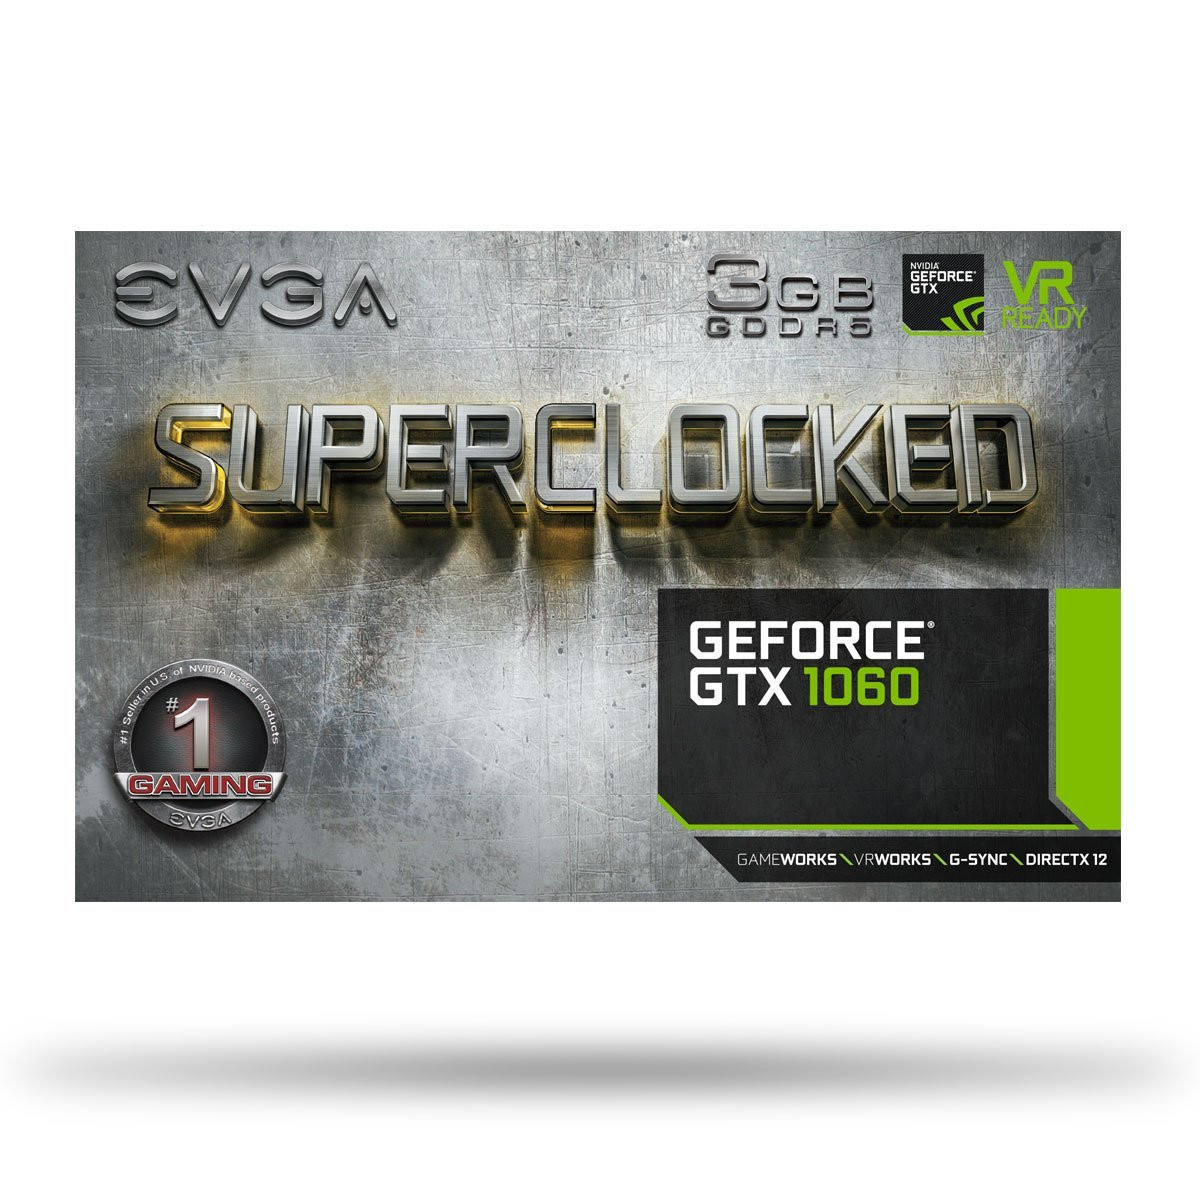 EVGA
3GB
GDDR5
NVIDIA
GEFORCE®
GTX
VR
READY
SUPERCLOCKED
GEFORCE®
GTX 1060
#1 Seller in U.S. of NVIDIA based products
#1
GAMING
EVGA
GAMEWORKS \ VRWORKS \ G-SYNC \ DIRECTX 12